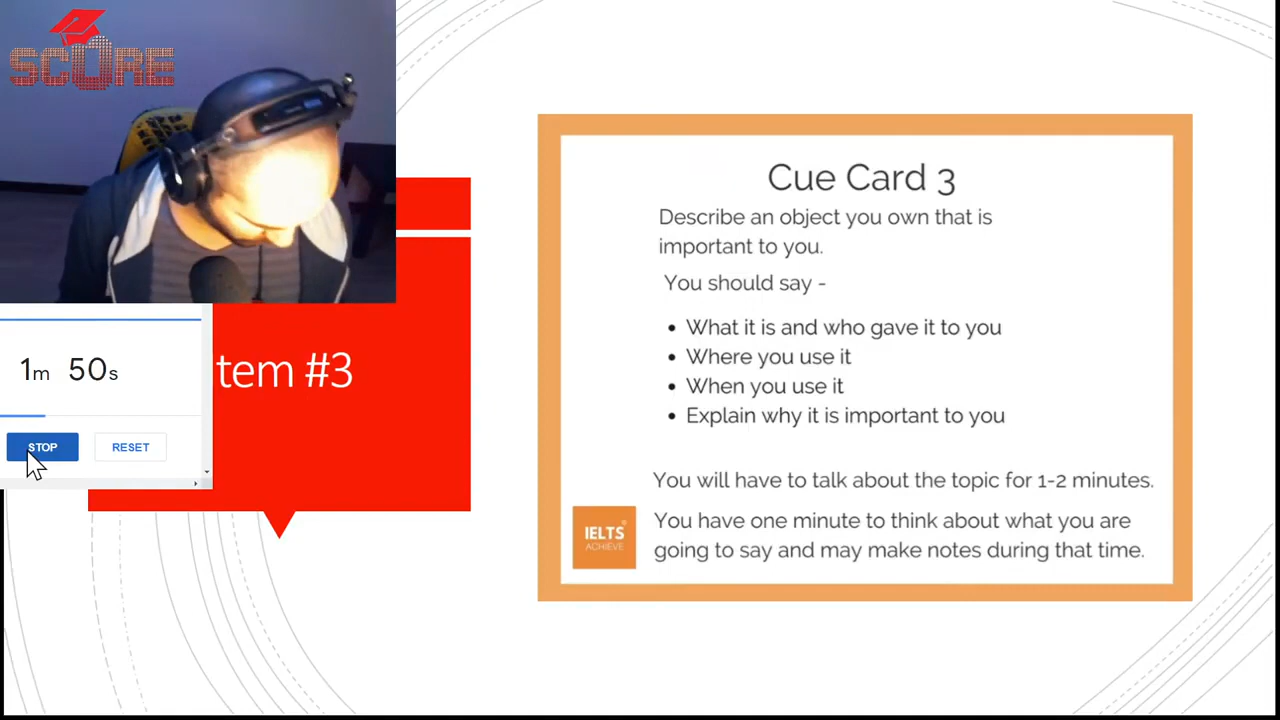 SCORE
1m 50s
STOP
RESET
tem #3
Cue Card 3
Describe an object you own that is
important to you.
You should say -
• What it is and who gave it to you
• Where you use it
• When you use it
• Explain why it is important to you
You will have to talk about the topic for 1-2 minutes.
You have one minute to think about what you are
going to say and may make notes during that time.
IELTS
ACHIEVE